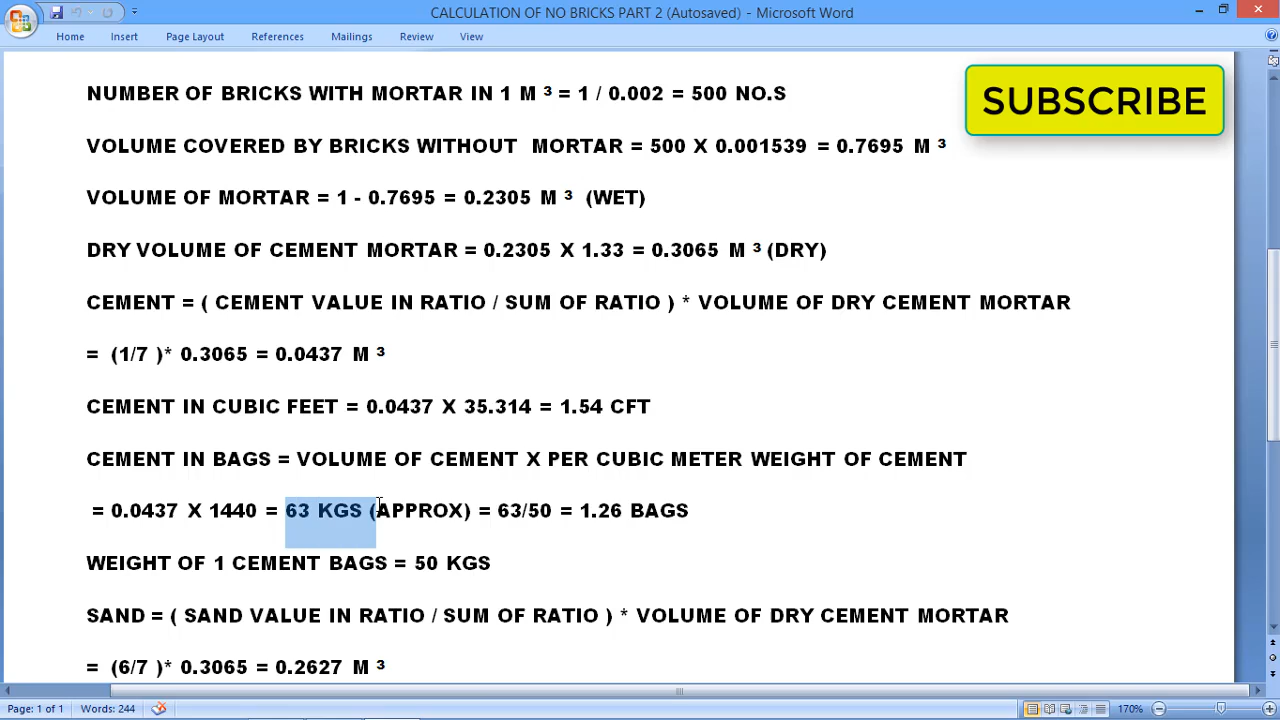 CALCULATION OF NO BRICKS PART 2 (Autosaved) - Microsoft Word
Home Insert Page Layout References Mailings Review View
SUBSCRIBE
NUMBER OF BRICKS WITH MORTAR IN 1 M ³ = 1 / 0.002 = 500 NO.S
VOLUME COVERED BY BRICKS WITHOUT MORTAR = 500 X 0.001539 = 0.7695 M ³
VOLUME OF MORTAR = 1 - 0.7695 = 0.2305 M ³ (WET)
DRY VOLUME OF CEMENT MORTAR = 0.2305 X 1.33 = 0.3065 M ³ (DRY)
CEMENT = ( CEMENT VALUE IN RATIO / SUM OF RATIO ) * VOLUME OF DRY CEMENT MORTAR
= (1/7 )* 0.3065 = 0.0437 M ³
CEMENT IN CUBIC FEET = 0.0437 X 35.314 = 1.54 CFT
CEMENT IN BAGS = VOLUME OF CEMENT X PER CUBIC METER WEIGHT OF CEMENT
= 0.0437 X 1440 = 63 KGS (APPROX) = 63/50 = 1.26 BAGS
WEIGHT OF 1 CEMENT BAGS = 50 KGS
SAND = ( SAND VALUE IN RATIO / SUM OF RATIO ) * VOLUME OF DRY CEMENT MORTAR
= (6/7 )* 0.3065 = 0.2627 M ³
Page: 1 of 1 Words: 244 170%